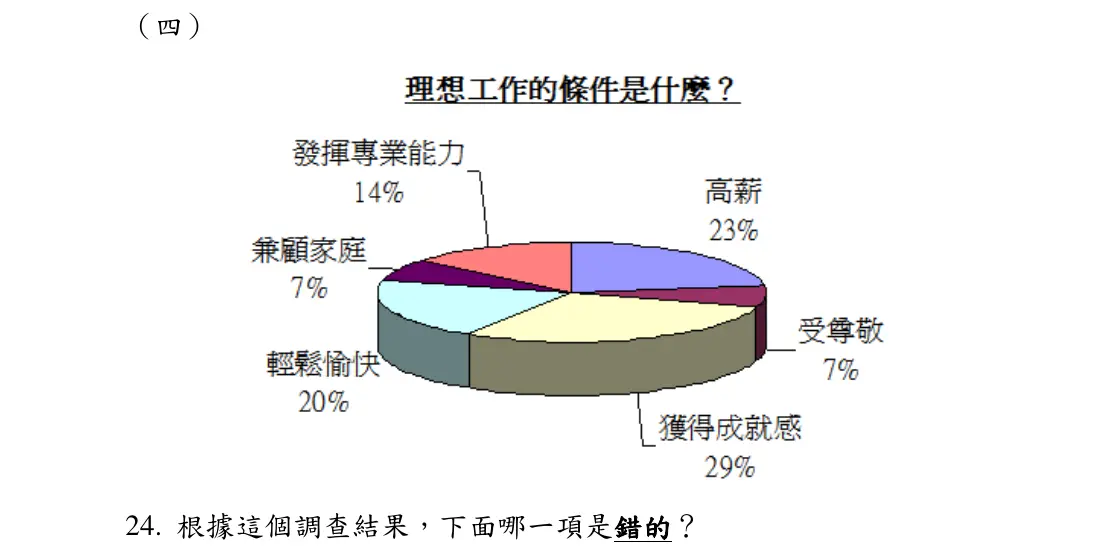 （四）
理想工作的條件是什麼？
發揮專業能力
14%
高薪
23%
兼顧家庭
7%
受尊敬
7%
輕鬆愉快
20%
獲得成就感
29%
24. 根據這個調查結果，下面哪一項是錯的？